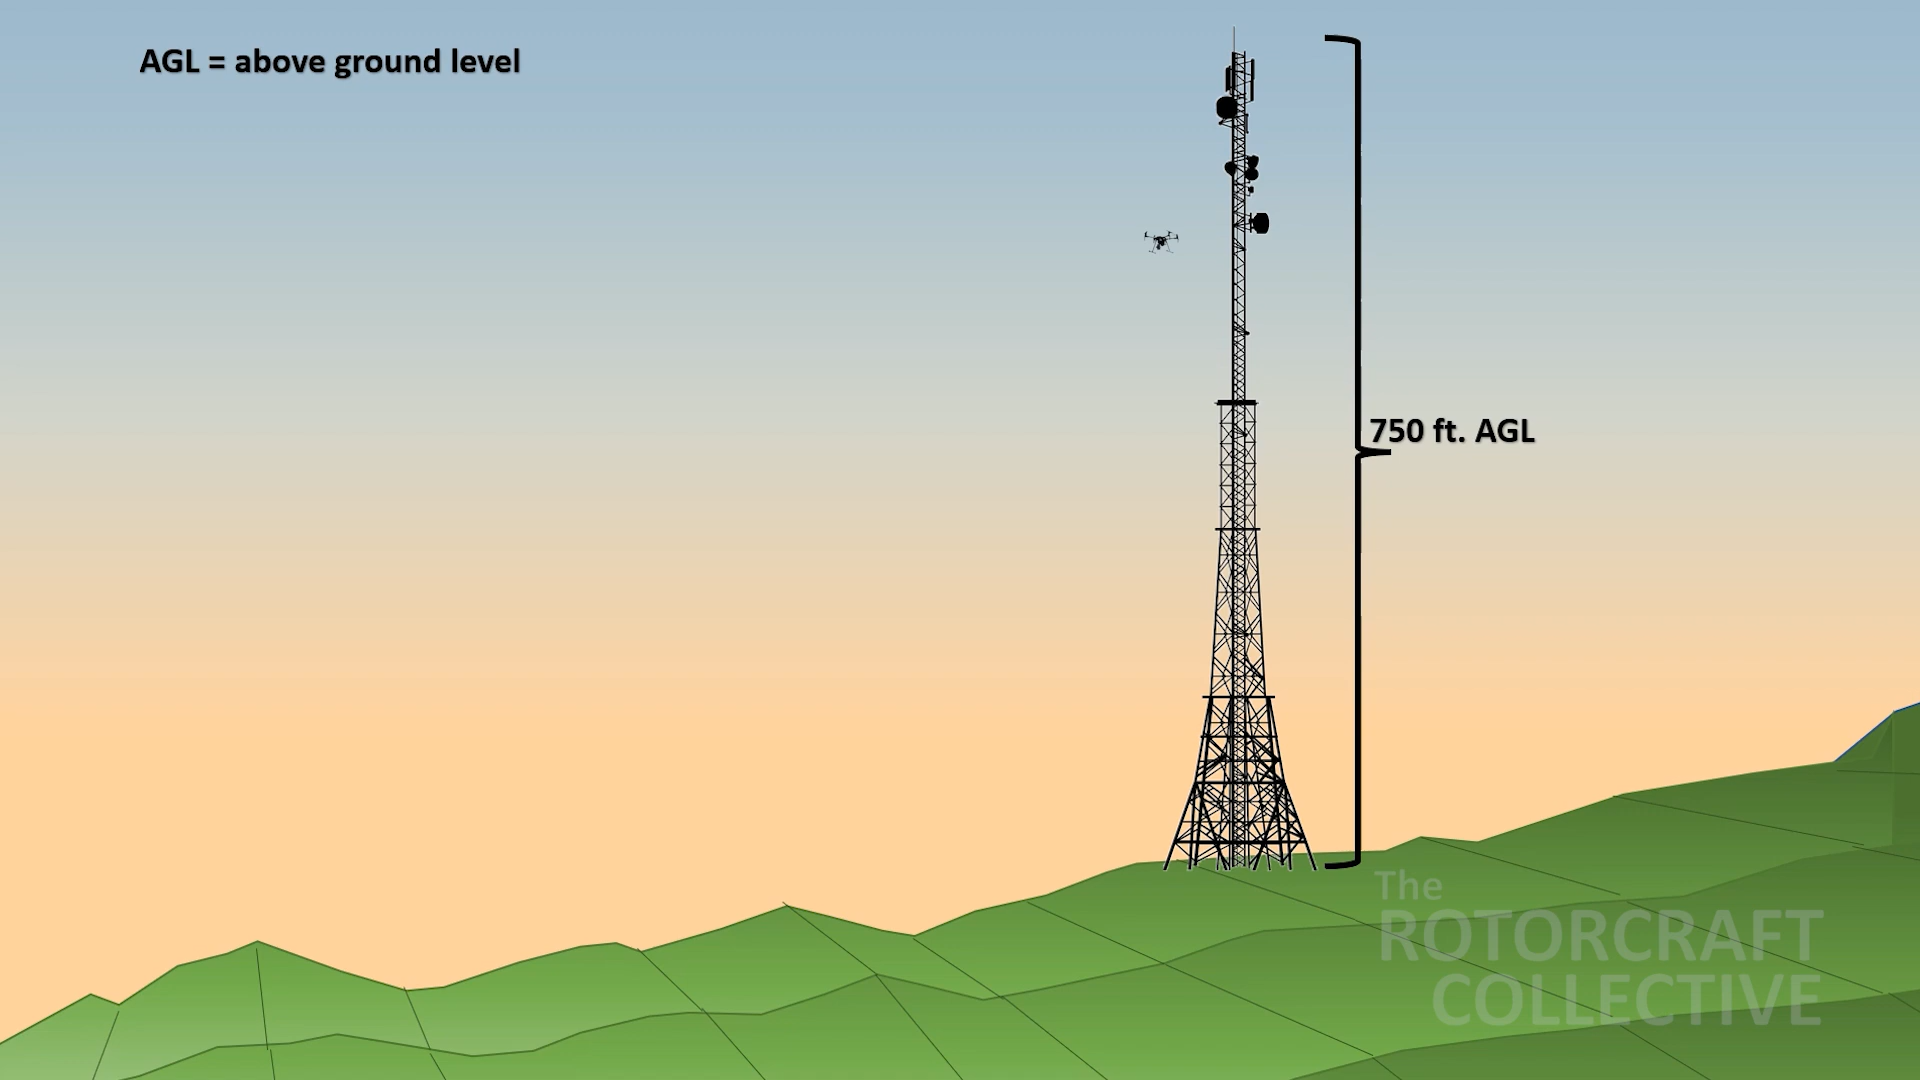 AGL = above ground level
750 ft. AGL
The
ROTORCRAFT
COLLECTIVE